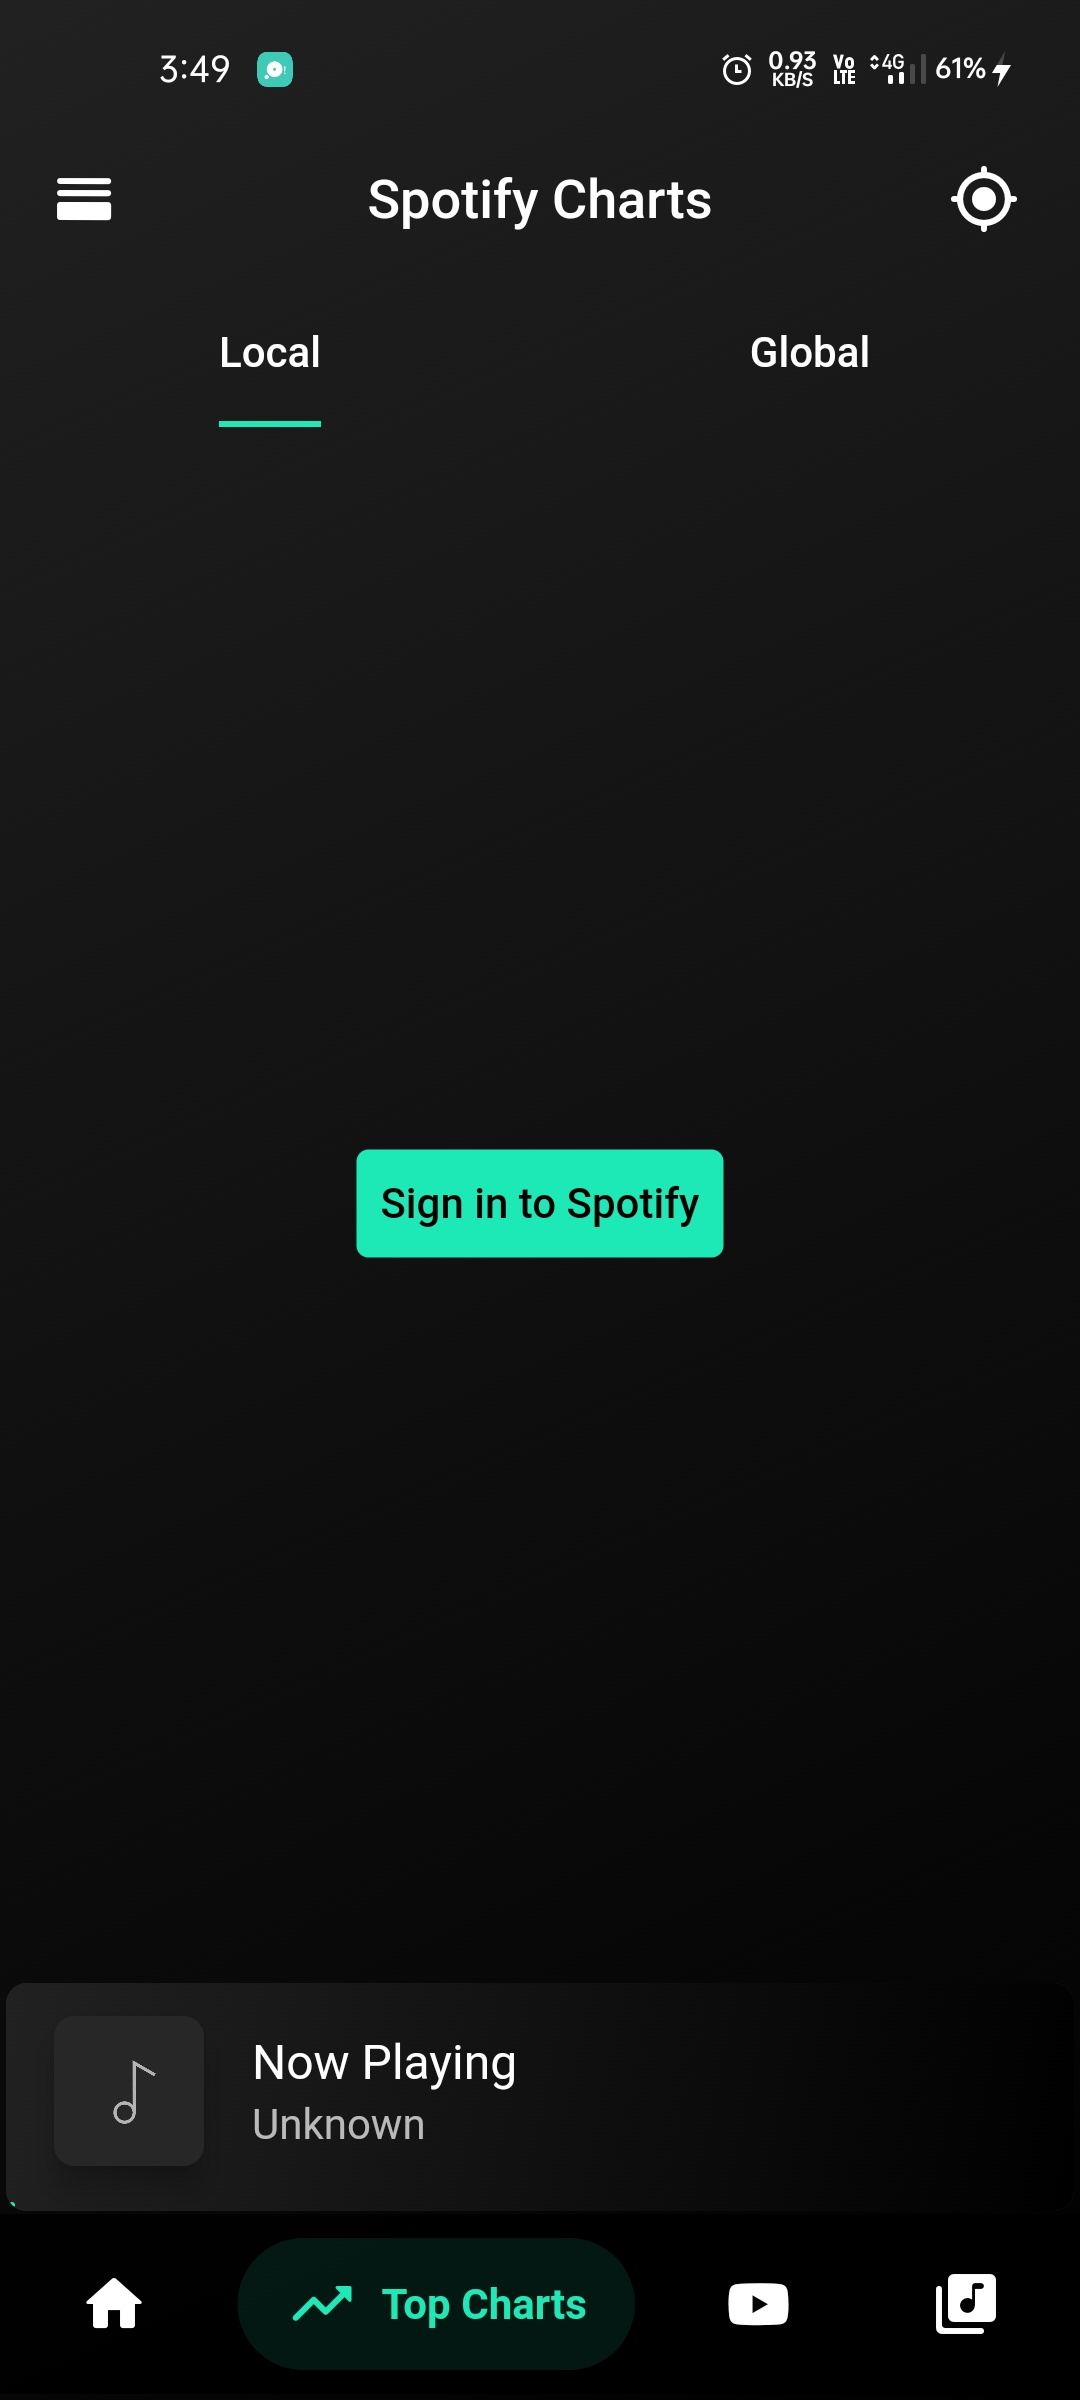 3:49
0.93 KB/S Vo LTE 4G 61%
Spotify Charts
Local Global
Sign in to Spotify
Now Playing
Unknown
Top Charts